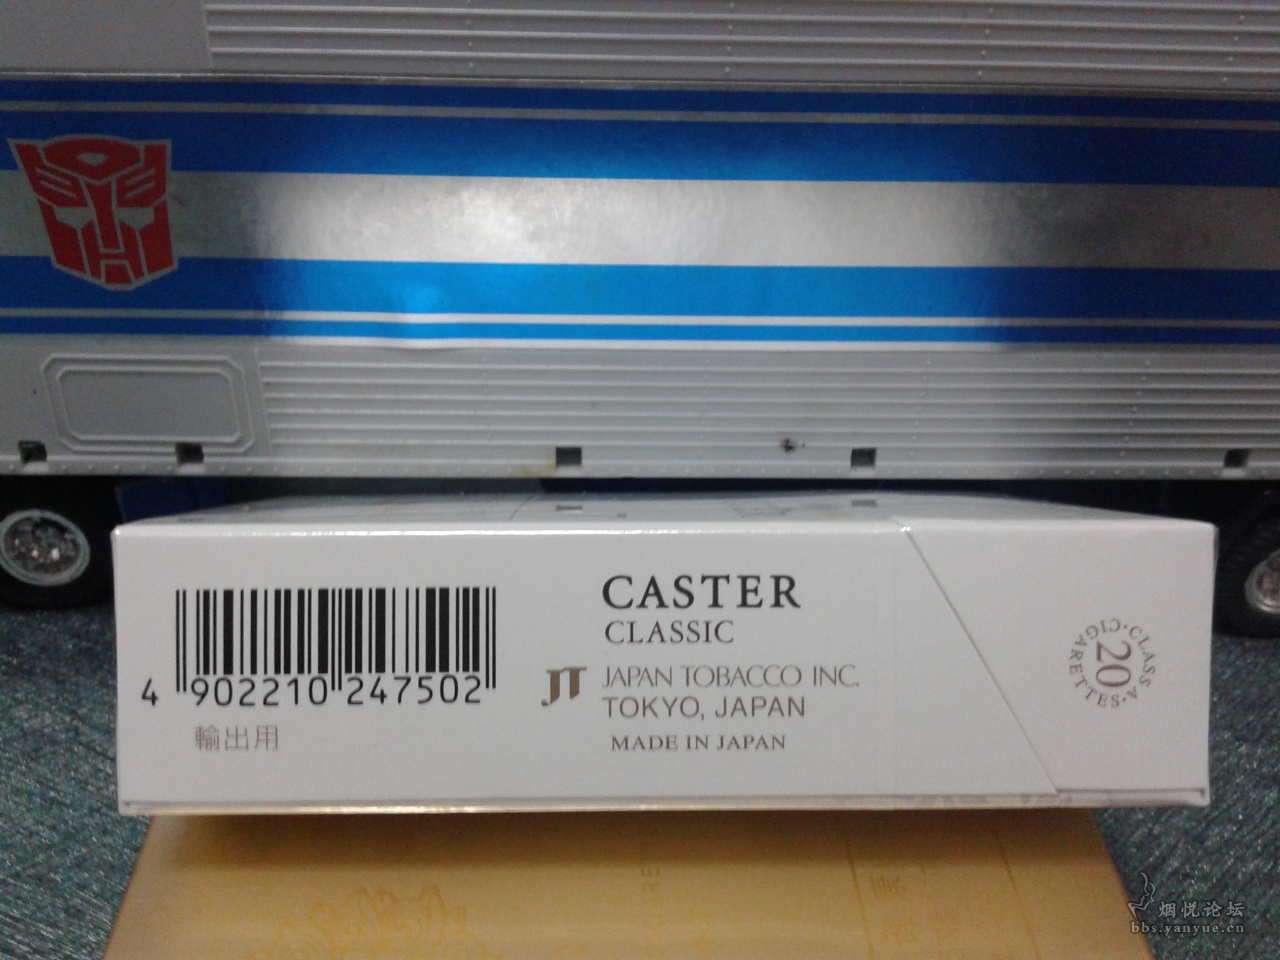 CASTER
CLASSIC
JT JAPAN TOBACCO INC.
TOKYO, JAPAN
MADE IN JAPAN
4 902210 247502
輸出用
20
CLASS A CIGARETTES
RE
烟悦论坛
bbs.yanyue.cn